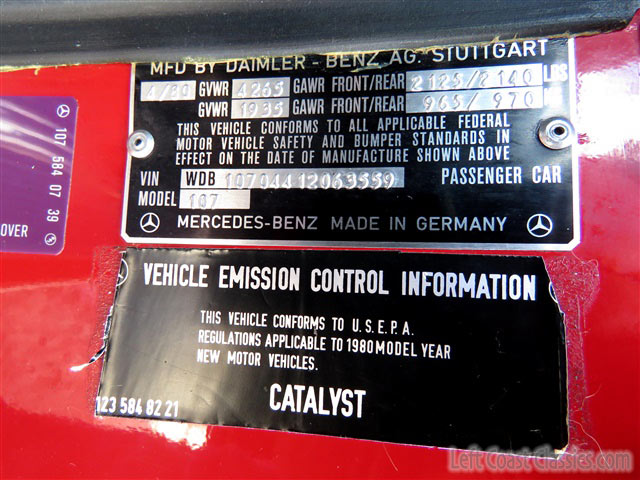 MFD BY DAIMLER - BENZ AG. STUTTGART
4/80 GVWR 4265 GAWR FRONT/REAR 2125/2140 LBS
GVWR 1935 GAWR FRONT/REAR 965/970
THIS VEHICLE CONFORMS TO ALL APPLICABLE FEDERAL
MOTOR VEHICLE SAFETY AND BUMPER STANDARDS IN
EFFECT ON THE DATE OF MANUFACTURE SHOWN ABOVE
VIN WDB 10704412063559 PASSENGER CAR
MODEL 107
MERCEDES-BENZ MADE IN GERMANY
107 584 07 39
OVER
VEHICLE EMISSION CONTROL INFORMATION
THIS VEHICLE CONFORMS TO U.S.E.P.A.
REGULATIONS APPLICABLE TO 1980 MODEL YEAR
NEW MOTOR VEHICLES.
CATALYST
123 584 82 21
Left Coast Classics.com